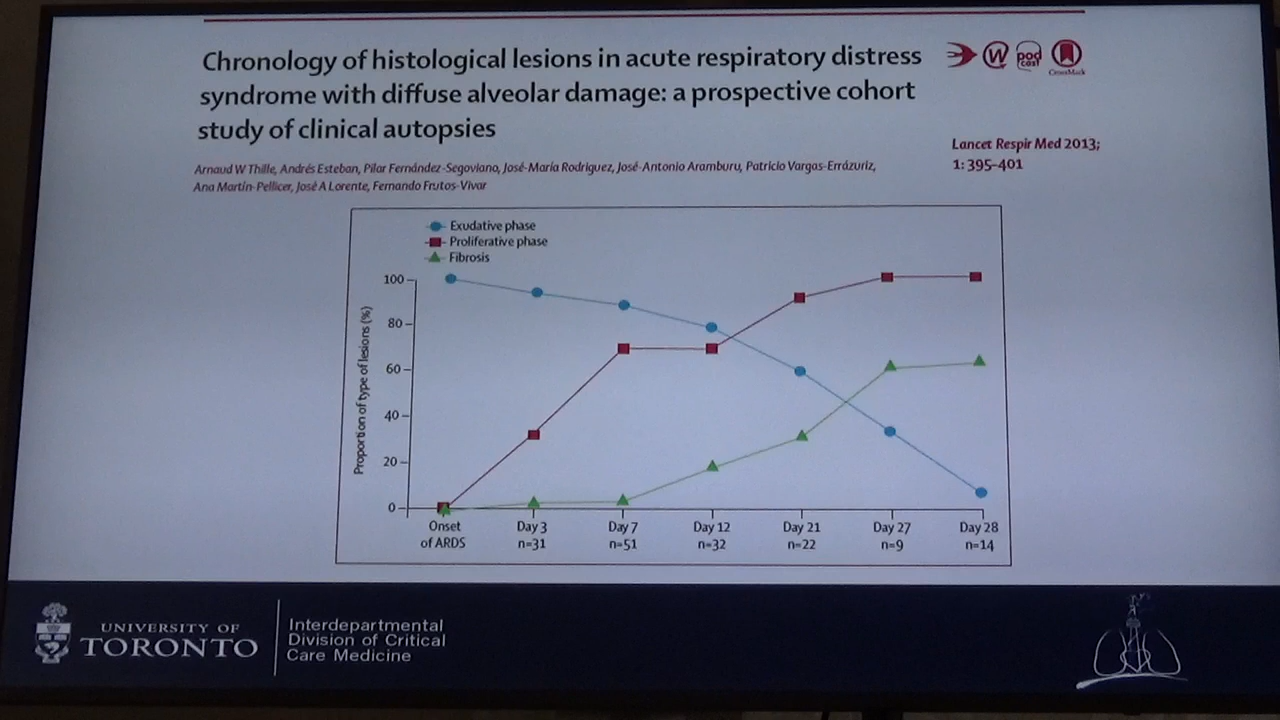 Chronology of histological lesions in acute respiratory distress
syndrome with diffuse alveolar damage: a prospective cohort
study of clinical autopsies
W
pod
cast
CrossMark
Lancet Respir Med 2013;
1: 395–401
Arnaud W Thille, Andrés Esteban, Pilar Fernández-Segoviano, José-María Rodriguez, José-Antonio Aramburu, Patricio Vargas-Errázuriz,
Ana Martín-Pellicer, José A Lorente, Fernando Frutos-Vivar
Exudative phase
Proliferative phase
Fibrosis
Proportion of type of lesions (%)
100
80
60
40
20
0
Onset of ARDS
Day 3 n=31
Day 7 n=51
Day 12 n=32
Day 21 n=22
Day 27 n=9
Day 28 n=14
UNIVERSITY OF
TORONTO
Interdepartmental
Division of Critical
Care Medicine